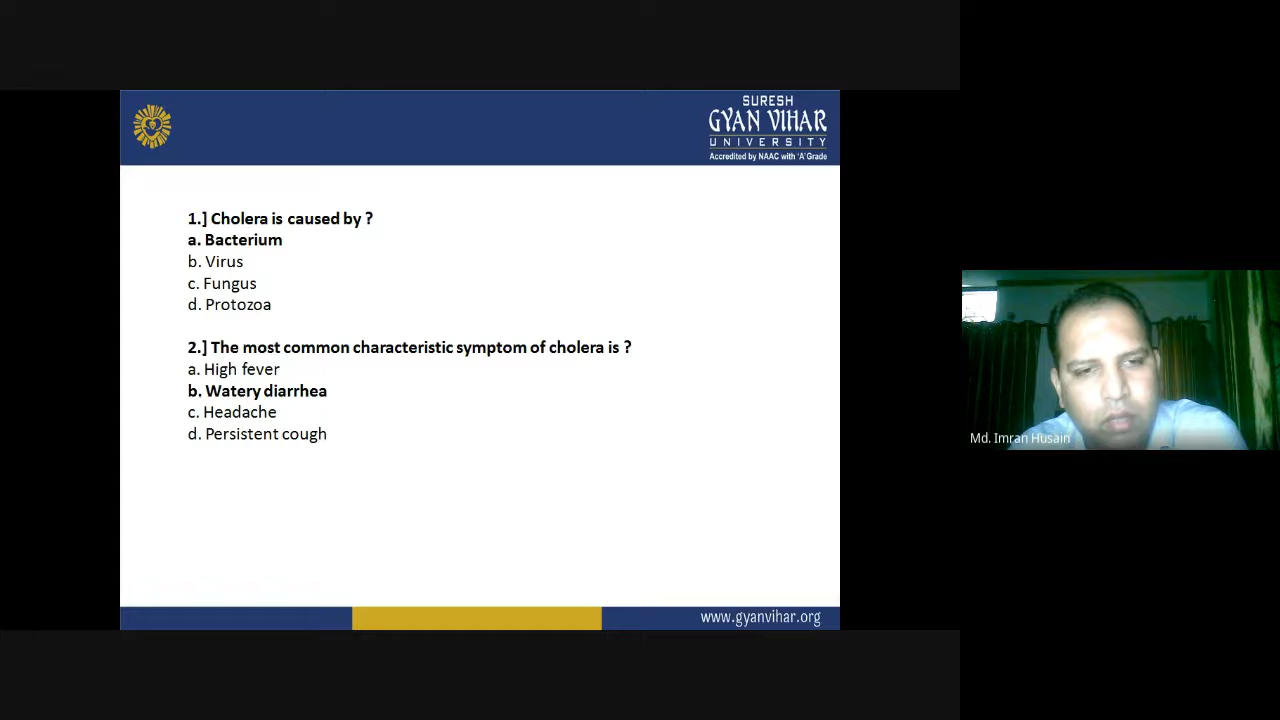 SURESH
GYAN VIHAR
UNIVERSITY
Accredited by NAAC with 'A' Grade
1.] Cholera is caused by ?
a. Bacterium
b. Virus
c. Fungus
d. Protozoa
2.] The most common characteristic symptom of cholera is ?
a. High fever
b. Watery diarrhea
c. Headache
d. Persistent cough
Md. Imran Husain
www.gyanvihar.org